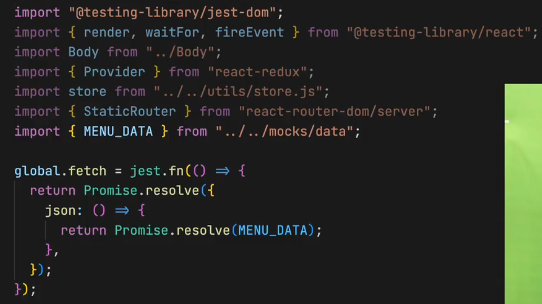 import "@testing-library/jest-dom";
import { render, waitFor, fireEvent } from "@testing-library/react";
import Body from "../Body";
import { Provider } from "react-redux";
import store from "../../utils/store.js";
import { StaticRouter } from "react-router-dom/server";
import { MENU_DATA } from "../../mocks/data";
global.fetch = jest.fn(() => {
return Promise.resolve({
json: () => {
return Promise.resolve(MENU_DATA);
},
});
});